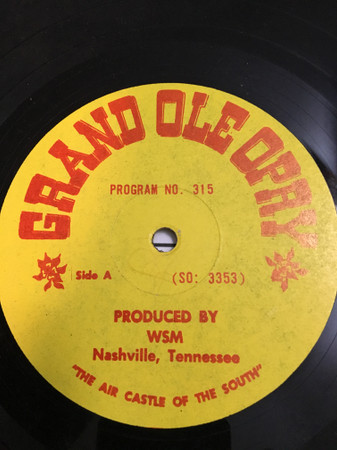 GRAND OLE OPRY
PROGRAM NO. 315
Side A
(SO: 3353)
PRODUCED BY
WSM
Nashville, Tennessee
"THE AIR CASTLE OF THE SOUTH"